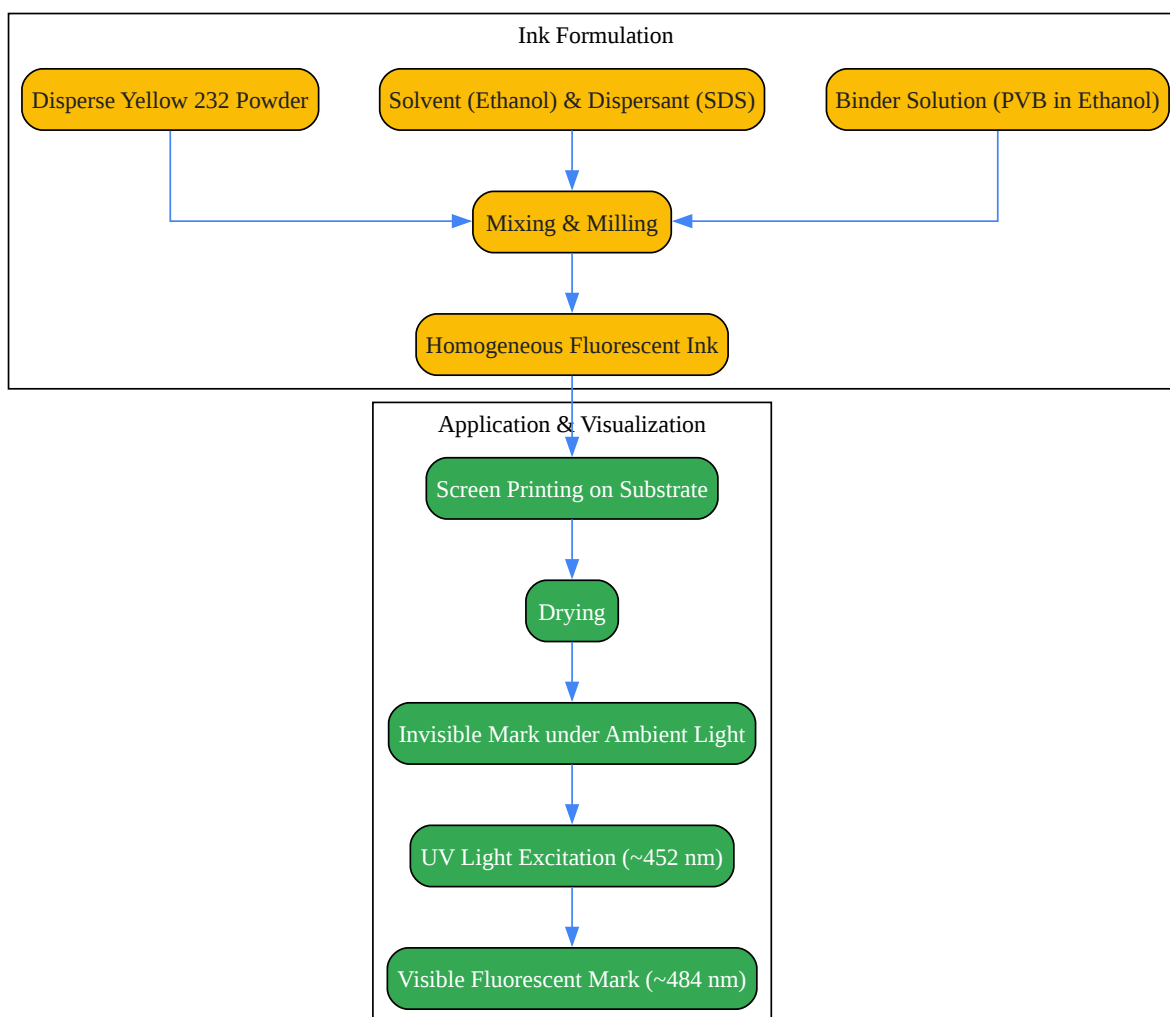 Ink Formulation
Disperse Yellow 232 Powder
Solvent (Ethanol) & Dispersant (SDS)
Binder Solution (PVB in Ethanol)
Mixing & Milling
Homogeneous Fluorescent Ink
Application & Visualization
Screen Printing on Substrate
Drying
Invisible Mark under Ambient Light
UV Light Excitation (~452 nm)
Visible Fluorescent Mark (~484 nm)